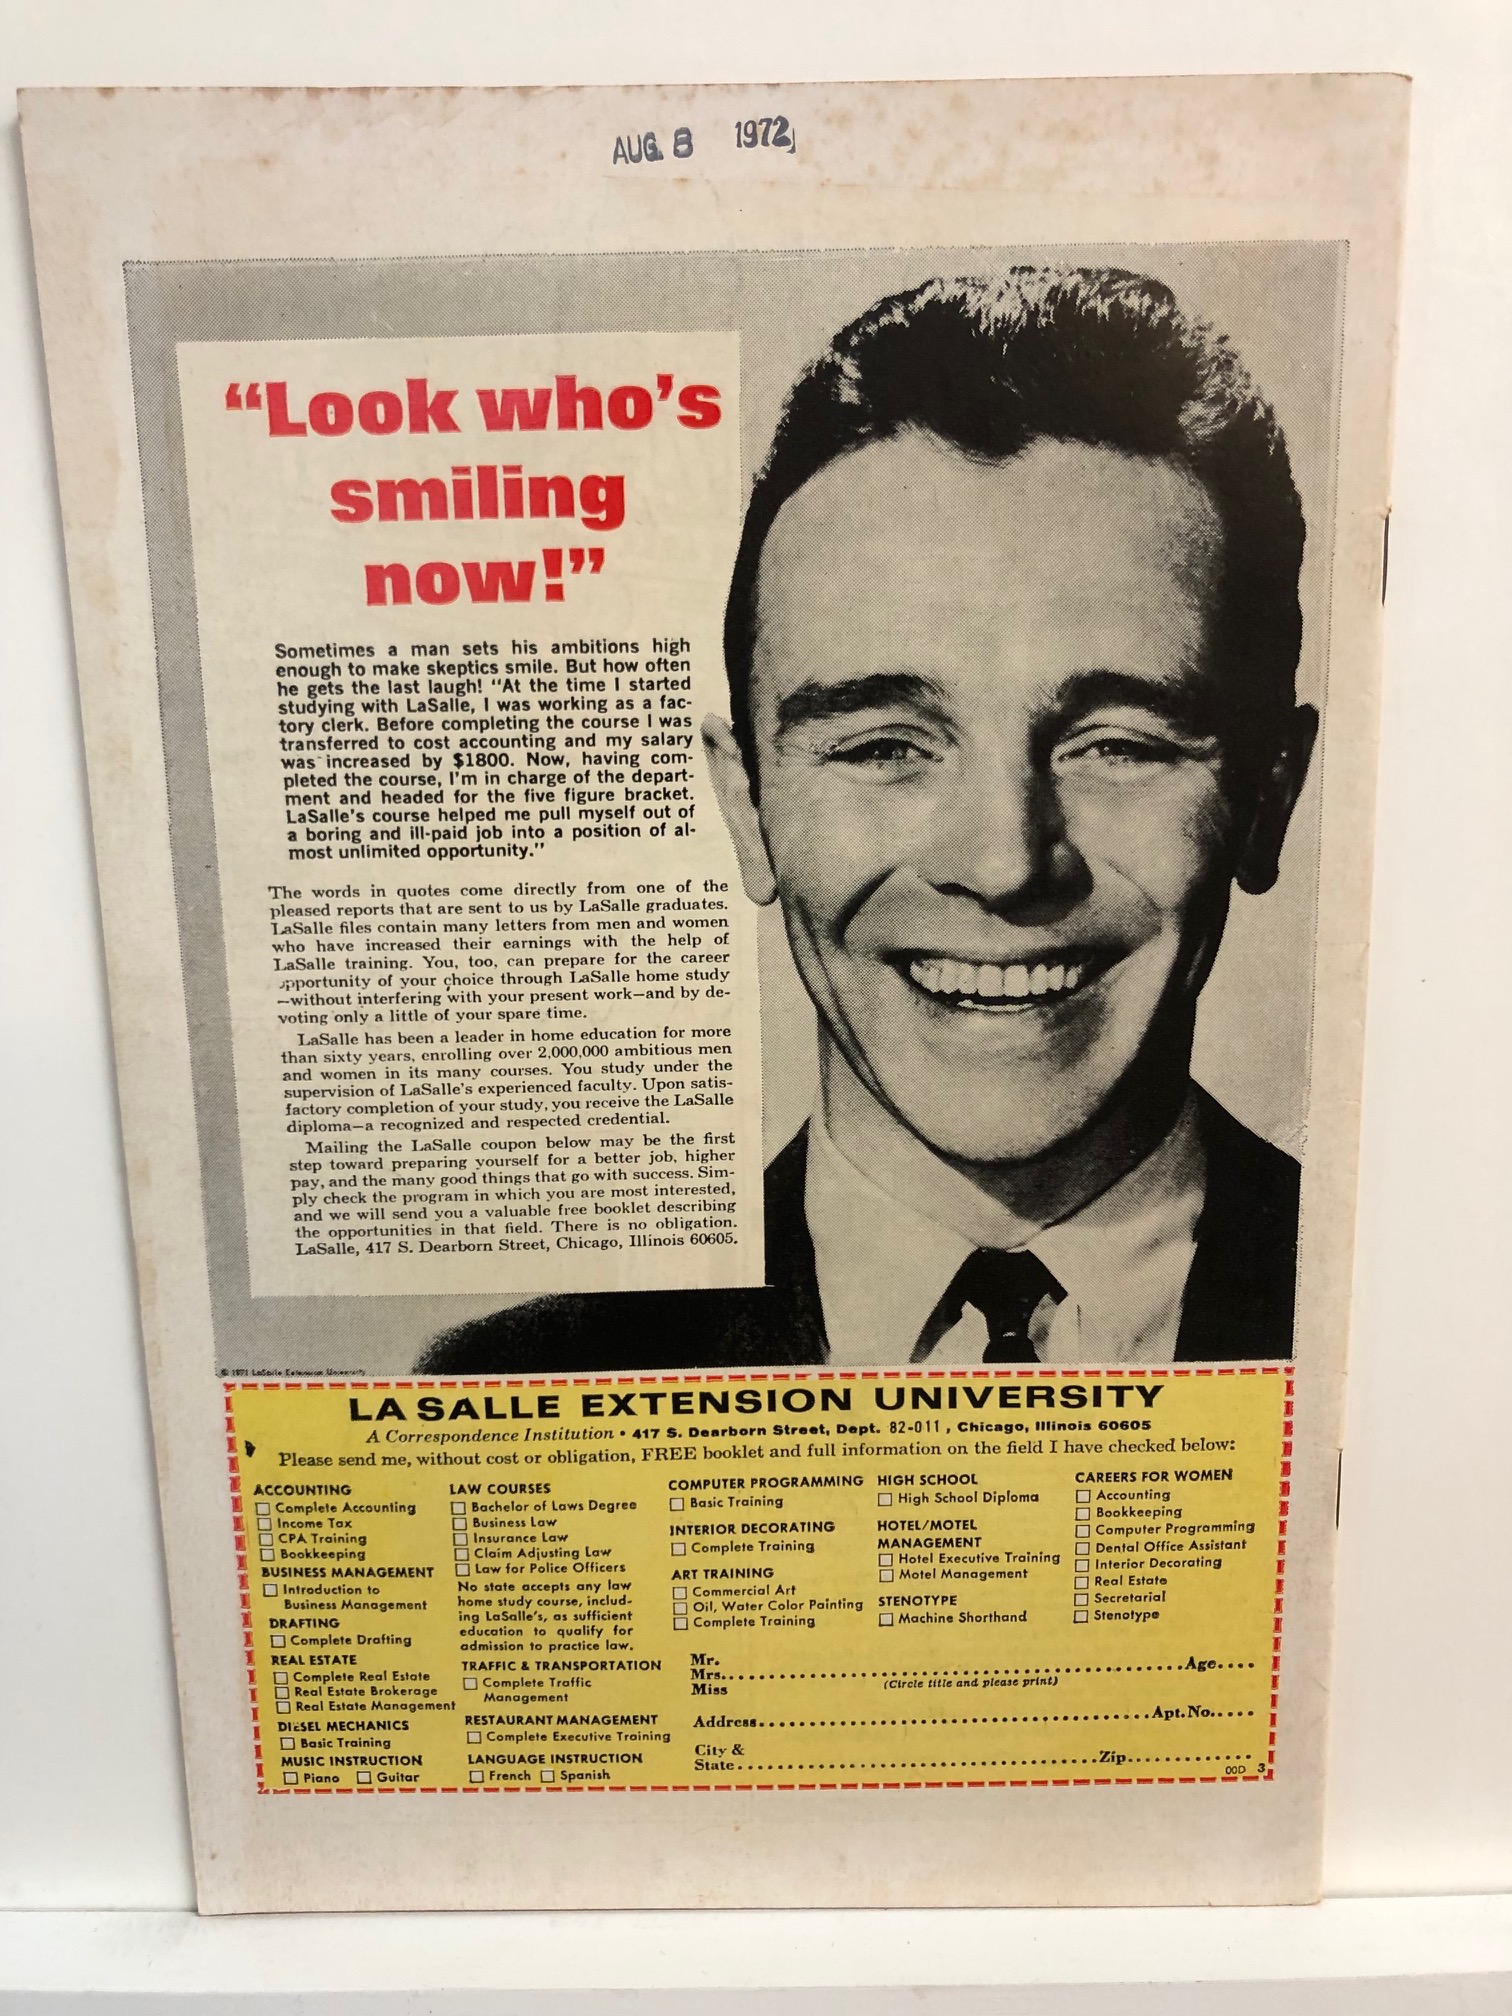 AUG 8 1972
“Look who’s
smiling
now!”
Sometimes a man sets his ambitions high
enough to make skeptics smile. But how often
he gets the last laugh! “At the time I started
studying with LaSalle, I was working as a fac-
tory clerk. Before completing the course I was
transferred to cost accounting and my salary
was increased by $1800. Now, having com-
pleted the course, I’m in charge of the depart-
ment and headed for the five figure bracket.
LaSalle’s course helped me pull myself out of
a boring and ill-paid job into a position of al-
most unlimited opportunity.”
The words in quotes come directly from one of the
pleased reports that are sent to us by LaSalle graduates.
LaSalle files contain many letters from men and women
who have increased their earnings with the help of
LaSalle training. You, too, can prepare for the career
opportunity of your choice through LaSalle home study
—without interfering with your present work—and by de-
voting only a little of your spare time.
LaSalle has been a leader in home education for more
than sixty years, enrolling over 2,000,000 ambitious men
and women in its many courses. You study under the
supervision of LaSalle’s experienced faculty. Upon satis-
factory completion of your study, you receive the LaSalle
diploma—a recognized and respected credential.
Mailing the LaSalle coupon below may be the first
step toward preparing yourself for a better job, higher
pay, and the many good things that go with success. Sim-
ply check the program in which you are most interested,
and we will send you a valuable free booklet describing
the opportunities in that field. There is no obligation.
LaSalle, 417 S. Dearborn Street, Chicago, Illinois 60605.
© 1971 LaSalle Extension University
LA SALLE EXTENSION UNIVERSITY
A Correspondence Institution • 417 S. Dearborn Street, Dept. 82-011, Chicago, Illinois 60605
Please send me, without cost or obligation, FREE booklet and full information on the field I have checked below:
ACCOUNTING
Complete Accounting
Income Tax
CPA Training
Bookkeeping
BUSINESS MANAGEMENT
Introduction to
Business Management
DRAFTING
Complete Drafting
REAL ESTATE
Complete Real Estate
Real Estate Brokerage
Real Estate Management
DIESEL MECHANICS
Basic Training
MUSIC INSTRUCTION
Piano Guitar
LAW COURSES
Bachelor of Laws Degree
Business Law
Insurance Law
Claim Adjusting Law
Law for Police Officers
No state accepts any law
home study course, includ-
ing LaSalle’s, as sufficient
education to qualify for
admission to practice law.
TRAFFIC & TRANSPORTATION
Complete Traffic
Management
RESTAURANT MANAGEMENT
Complete Executive Training
LANGUAGE INSTRUCTION
French Spanish
COMPUTER PROGRAMMING
Basic Training
INTERIOR DECORATING
Complete Training
ART TRAINING
Commercial Art
Oil, Water Color Painting
Complete Training
HIGH SCHOOL
High School Diploma
HOTEL/MOTEL
MANAGEMENT
Hotel Executive Training
Motel Management
STENOTYPE
Machine Shorthand
CAREERS FOR WOMEN
Accounting
Bookkeeping
Computer Programming
Dental Office Assistant
Interior Decorating
Real Estate
Secretarial
Stenotype
Mr.
Mrs. Age
Miss (Circle title and please print)
Address Apt. No.
City &
State Zip
00D 3